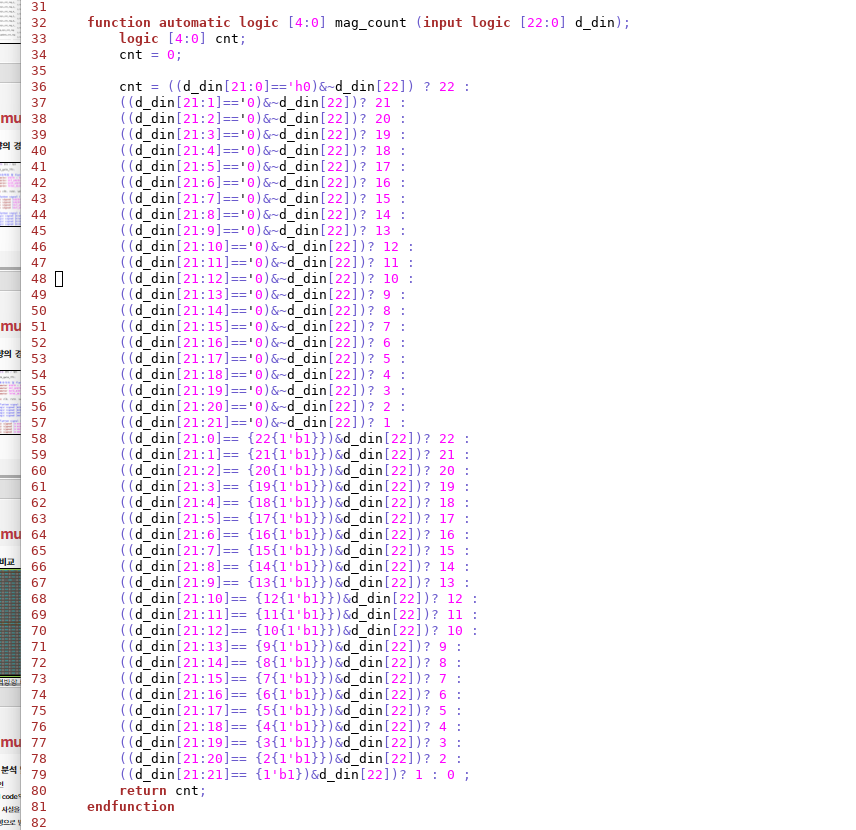 31
32 function automatic logic [4:0] mag_count (input logic [22:0] d_din);
33 logic [4:0] cnt;
34 cnt = 0;
35
36 cnt = ((d_din[21:0]=='h0)&~d_din[22]) ? 22 :
37 ((d_din[21:1]=='0)&~d_din[22])? 21 :
38 ((d_din[21:2]=='0)&~d_din[22])? 20 :
39 ((d_din[21:3]=='0)&~d_din[22])? 19 :
40 ((d_din[21:4]=='0)&~d_din[22])? 18 :
41 ((d_din[21:5]=='0)&~d_din[22])? 17 :
42 ((d_din[21:6]=='0)&~d_din[22])? 16 :
43 ((d_din[21:7]=='0)&~d_din[22])? 15 :
44 ((d_din[21:8]=='0)&~d_din[22])? 14 :
45 ((d_din[21:9]=='0)&~d_din[22])? 13 :
46 ((d_din[21:10]=='0)&~d_din[22])? 12 :
47 ((d_din[21:11]=='0)&~d_din[22])? 11 :
48 ((d_din[21:12]=='0)&~d_din[22])? 10 :
49 ((d_din[21:13]=='0)&~d_din[22])? 9 :
50 ((d_din[21:14]=='0)&~d_din[22])? 8 :
51 ((d_din[21:15]=='0)&~d_din[22])? 7 :
52 ((d_din[21:16]=='0)&~d_din[22])? 6 :
53 ((d_din[21:17]=='0)&~d_din[22])? 5 :
54 ((d_din[21:18]=='0)&~d_din[22])? 4 :
55 ((d_din[21:19]=='0)&~d_din[22])? 3 :
56 ((d_din[21:20]=='0)&~d_din[22])? 2 :
57 ((d_din[21:21]=='0)&~d_din[22])? 1 :
58 ((d_din[21:0]== {22{1'b1}})&d_din[22])? 22 :
59 ((d_din[21:1]== {21{1'b1}})&d_din[22])? 21 :
60 ((d_din[21:2]== {20{1'b1}})&d_din[22])? 20 :
61 ((d_din[21:3]== {19{1'b1}})&d_din[22])? 19 :
62 ((d_din[21:4]== {18{1'b1}})&d_din[22])? 18 :
63 ((d_din[21:5]== {17{1'b1}})&d_din[22])? 17 :
64 ((d_din[21:6]== {16{1'b1}})&d_din[22])? 16 :
65 ((d_din[21:7]== {15{1'b1}})&d_din[22])? 15 :
66 ((d_din[21:8]== {14{1'b1}})&d_din[22])? 14 :
67 ((d_din[21:9]== {13{1'b1}})&d_din[22])? 13 :
68 ((d_din[21:10]== {12{1'b1}})&d_din[22])? 12 :
69 ((d_din[21:11]== {11{1'b1}})&d_din[22])? 11 :
70 ((d_din[21:12]== {10{1'b1}})&d_din[22])? 10 :
71 ((d_din[21:13]== {9{1'b1}})&d_din[22])? 9 :
72 ((d_din[21:14]== {8{1'b1}})&d_din[22])? 8 :
73 ((d_din[21:15]== {7{1'b1}})&d_din[22])? 7 :
74 ((d_din[21:16]== {6{1'b1}})&d_din[22])? 6 :
75 ((d_din[21:17]== {5{1'b1}})&d_din[22])? 5 :
76 ((d_din[21:18]== {4{1'b1}})&d_din[22])? 4 :
77 ((d_din[21:19]== {3{1'b1}})&d_din[22])? 3 :
78 ((d_din[21:20]== {2{1'b1}})&d_din[22])? 2 :
79 ((d_din[21:21]== {1'b1})&d_din[22])? 1 : 0 ;
80 return cnt;
81 endfunction
82
mu
mu
mu
비교
mu
분석
code